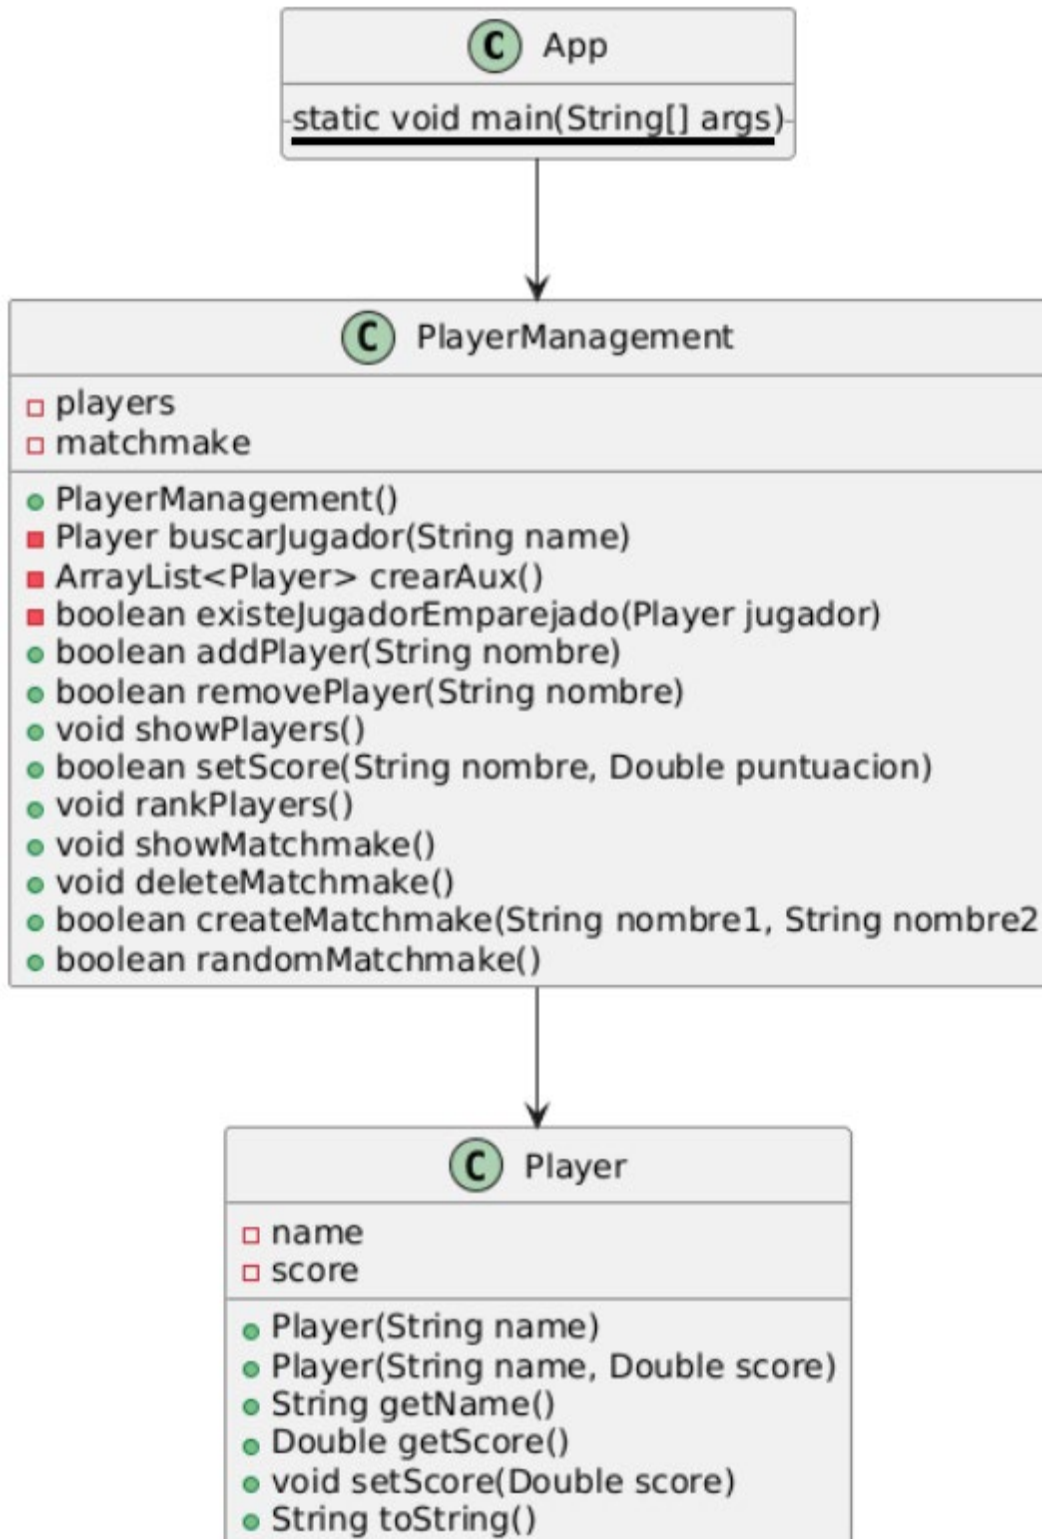 C App
static void main(String[] args)
C PlayerManagement
players
matchmake
PlayerManagement()
Player buscarJugador(String name)
ArrayList<Player> crearAux()
boolean existeJugadorEmparejado(Player jugador)
boolean addPlayer(String nombre)
boolean removePlayer(String nombre)
void showPlayers()
boolean setScore(String nombre, Double puntuacion)
void rankPlayers()
void showMatchmake()
void deleteMatchmake()
boolean createMatchmake(String nombre1, String nombre2
boolean randomMatchmake()
C Player
name
score
Player(String name)
Player(String name, Double score)
String getName()
Double getScore()
void setScore(Double score)
String toString()